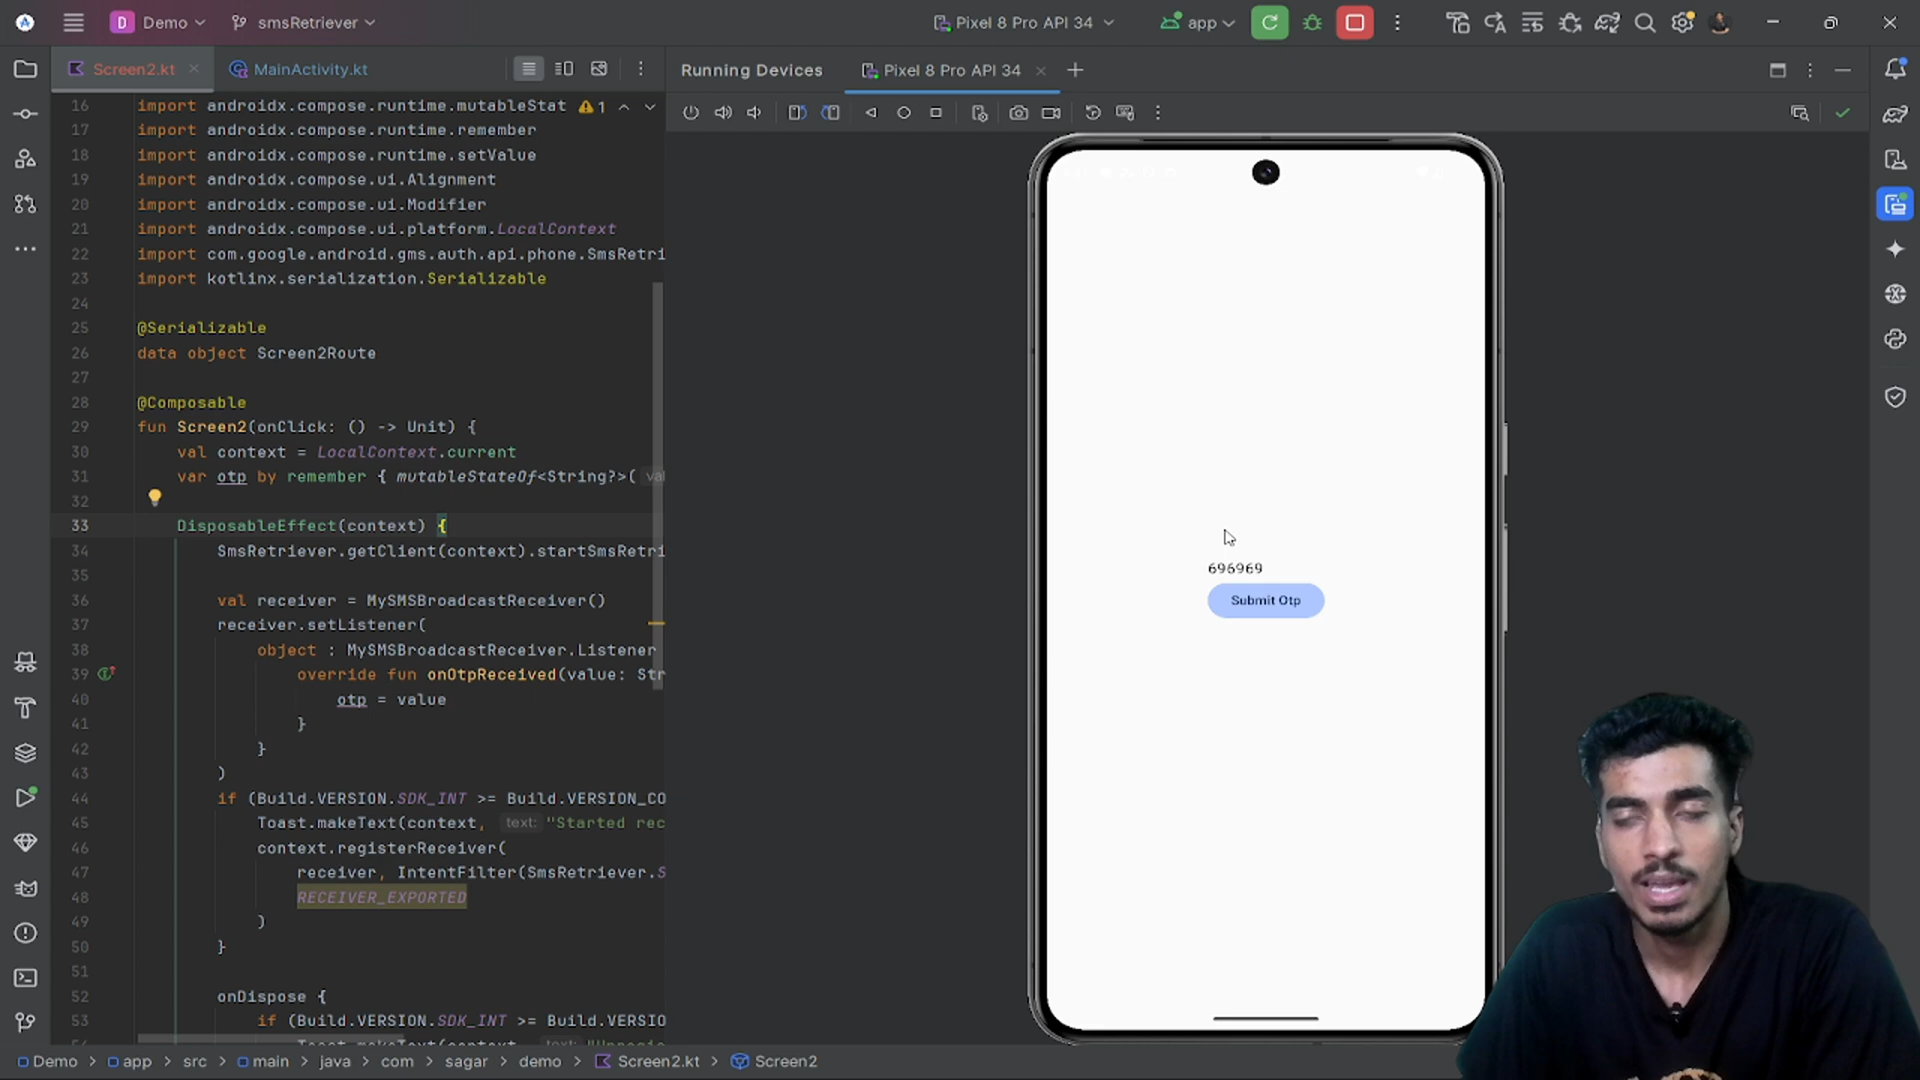 D Demo smsRetriever Pixel 8 Pro API 34 app
Screen2.kt MainActivity.kt Running Devices Pixel 8 Pro API 34
16 import androidx.compose.runtime.mutableStat 1
17 import androidx.compose.runtime.remember
18 import androidx.compose.runtime.setValue
19 import androidx.compose.ui.Alignment
20 import androidx.compose.ui.Modifier
21 import androidx.compose.ui.platform.LocalContext
22 import com.google.android.gms.auth.api.phone.SmsRetri
23 import kotlinx.serialization.Serializable
24
25 @Serializable
26 data object Screen2Route
27
28 @Composable
29 fun Screen2(onClick: () -> Unit) {
30 val context = LocalContext.current
31 var otp by remember { mutableStateOf<String?>( va
32
33 DisposableEffect(context) {
34 SmsRetriever.getClient(context).startSmsRetri
35
36 val receiver = MySMSBroadcastReceiver()
37 receiver.setListener(
38 object : MySMSBroadcastReceiver.Listener
39 override fun onOtpReceived(value: Str
40 otp = value
41 }
42 }
43 )
44 if (Build.VERSION.SDK_INT >= Build.VERSION_CO
45 Toast.makeText(context, text: "Started rec
46 context.registerReceiver(
47 receiver, IntentFilter(SmsRetriever.S
48 RECEIVER_EXPORTED
49 )
50 }
51
52 onDispose {
53 if (Build.VERSION.SDK_INT >= Build.VERSIO
696969
Submit Otp
Demo > app > src > main > java > com > sagar > demo > Screen2.kt > Screen2